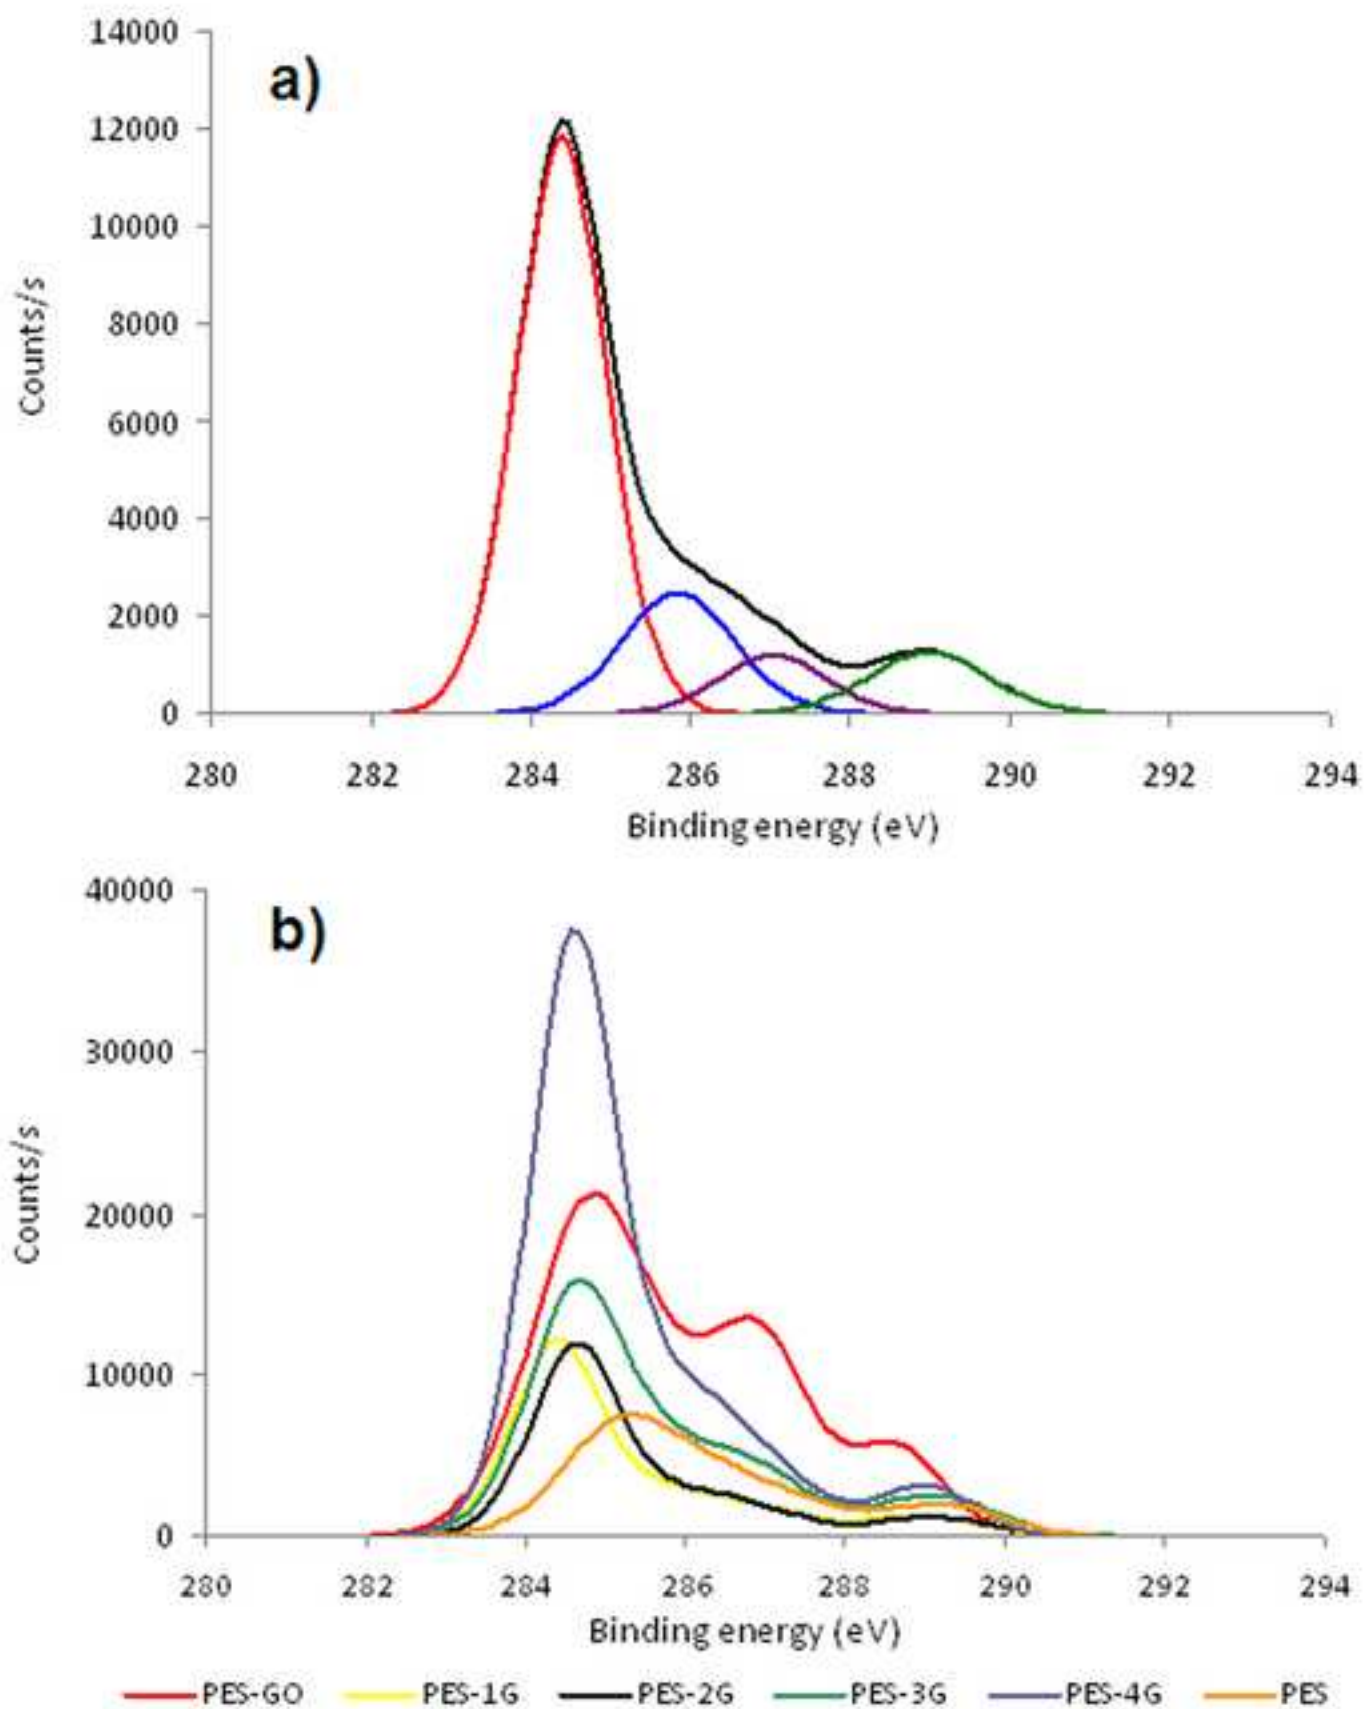 a)
14000
12000
10000
8000
6000
4000
2000
0
Counts/s
280 282 284 286 288 290 292 294
Binding energy (eV)
b)
40000
30000
20000
10000
0
Counts/s
280 282 284 286 288 290 292 294
Binding energy (eV)
PES-GO PES-1G PES-2G PES-3G PES-4G PES